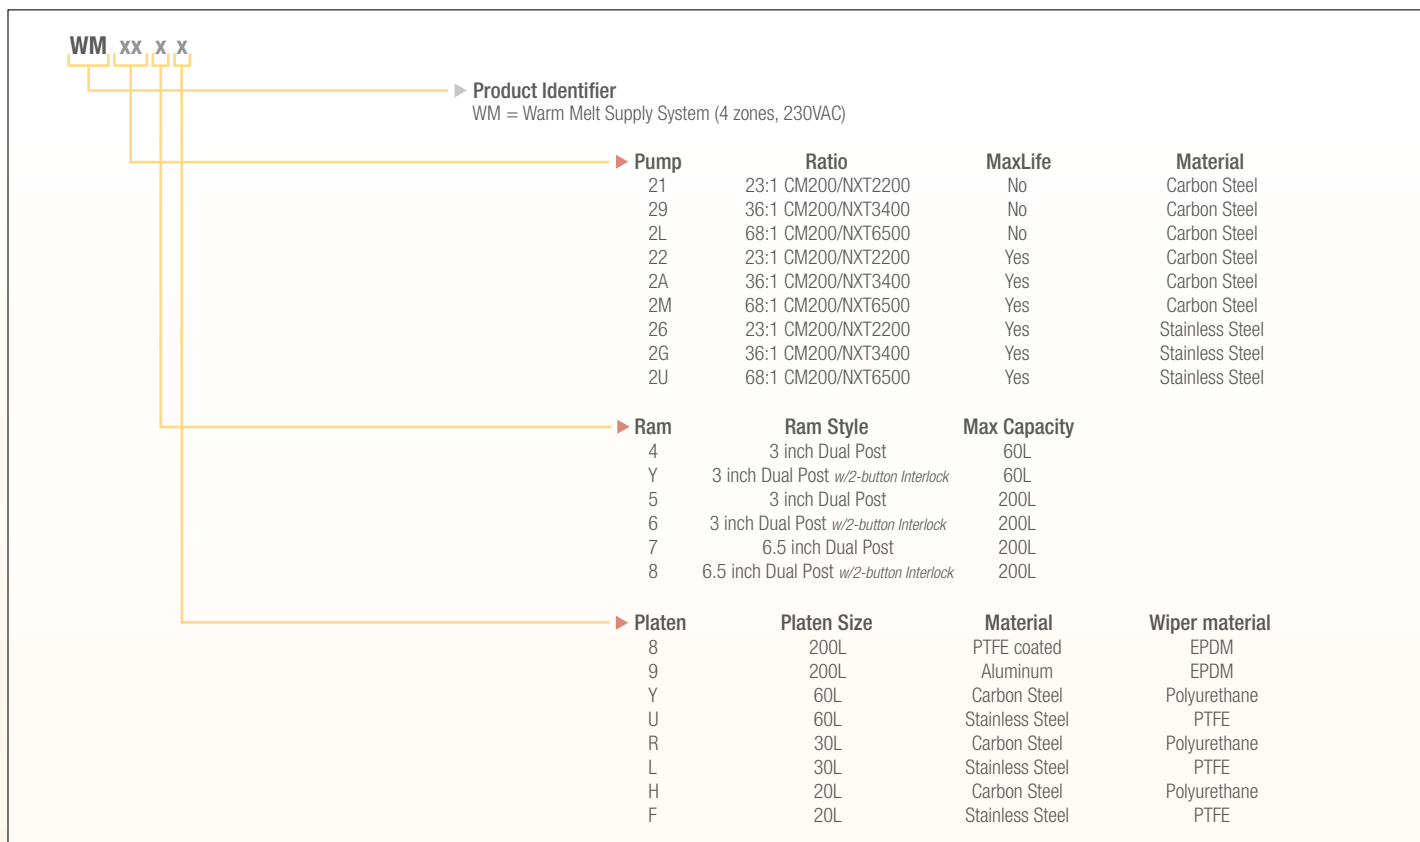 WM xx x x
Product Identifier
WM = Warm Melt Supply System (4 zones, 230VAC)
Pump Ratio MaxLife Material
21 23:1 CM200/NXT2200 No Carbon Steel
29 36:1 CM200/NXT3400 No Carbon Steel
2L 68:1 CM200/NXT6500 No Carbon Steel
22 23:1 CM200/NXT2200 Yes Carbon Steel
2A 36:1 CM200/NXT3400 Yes Carbon Steel
2M 68:1 CM200/NXT6500 Yes Carbon Steel
26 23:1 CM200/NXT2200 Yes Stainless Steel
2G 36:1 CM200/NXT3400 Yes Stainless Steel
2U 68:1 CM200/NXT6500 Yes Stainless Steel
Ram Ram Style Max Capacity
4 3 inch Dual Post 60L
Y 3 inch Dual Post w/2-button Interlock 60L
5 3 inch Dual Post 200L
6 3 inch Dual Post w/2-button Interlock 200L
7 6.5 inch Dual Post 200L
8 6.5 inch Dual Post w/2-button Interlock 200L
Platen Platen Size Material Wiper material
8 200L PTFE coated EPDM
9 200L Aluminum EPDM
Y 60L Carbon Steel Polyurethane
U 60L Stainless Steel PTFE
R 30L Carbon Steel Polyurethane
L 30L Stainless Steel PTFE
H 20L Carbon Steel Polyurethane
F 20L Stainless Steel PTFE